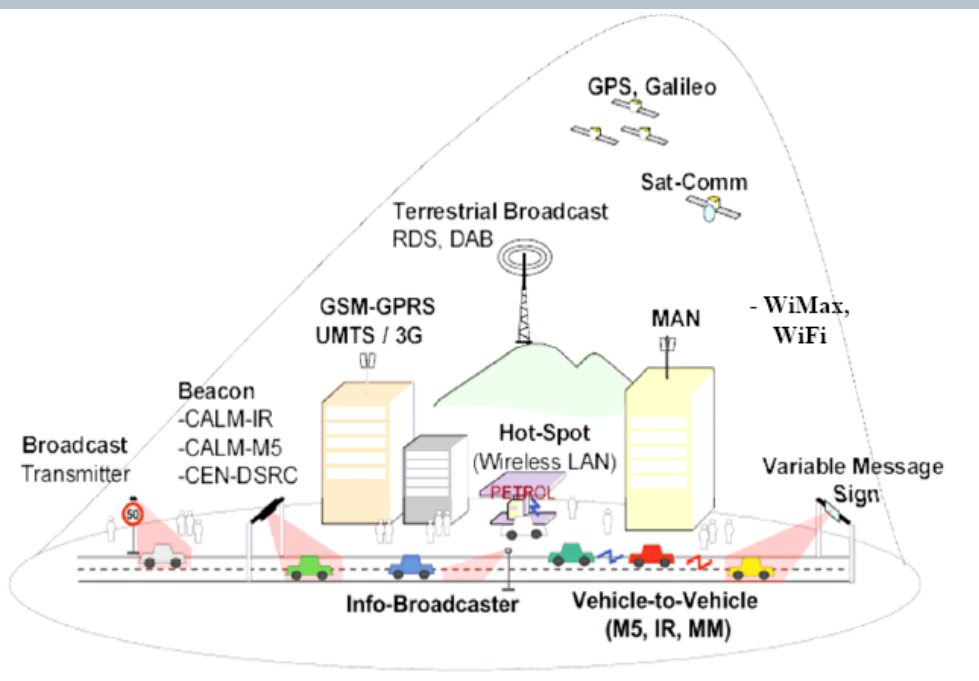 GPS, Galileo
Sat-Comm
Terrestrial Broadcast
RDS, DAB
GSM-GPRS
UMTS / 3G
MAN
- WiMax,
WiFi
Beacon
-CALM-IR
-CALM-M5
-CEN-DSRC
Broadcast
Transmitter
Hot-Spot
(Wireless LAN)
PETROL
Variable Message
Sign
50
Info-Broadcaster
Vehicle-to-Vehicle
(M5, IR, MM)